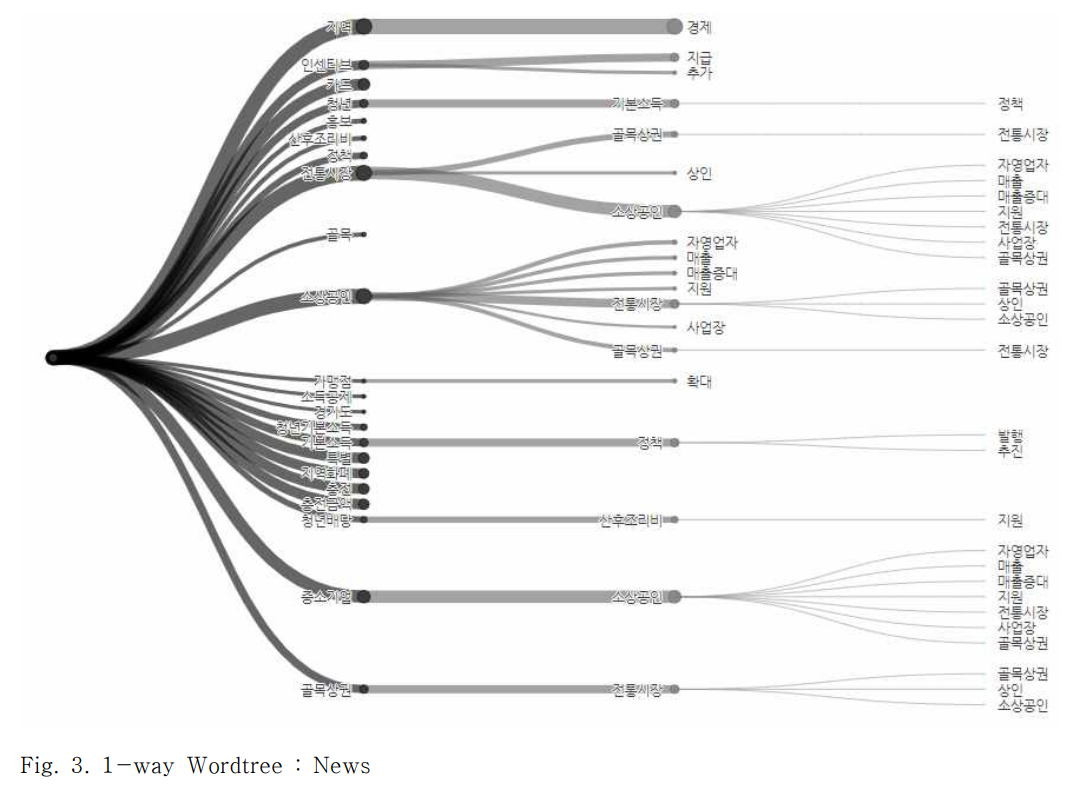 지역
경제
인센티브
지급
추가
카드
청년
기본소득
정책
홍보
산후조리비
정책
전통시장
골목상권
전통시장
상인
소상공인
자영업자
매출
매출증대
지원
전통시장
사업장
골목상권
골목
소상공인
자영업자
매출
매출증대
지원
전통시장
골목상권
상인
소상공인
사업장
골목상권
전통시장
가맹점
확대
소득공제
경기도
청년기본소득
기본소득
정책
발행
추진
특별
지역화폐
충전
충전금액
청년배당
산후조리비
지원
중소기업
소상공인
자영업자
매출
매출증대
지원
전통시장
사업장
골목상권
골목상권
전통시장
골목상권
상인
소상공인
Fig. 3. 1-way Wordtree : News